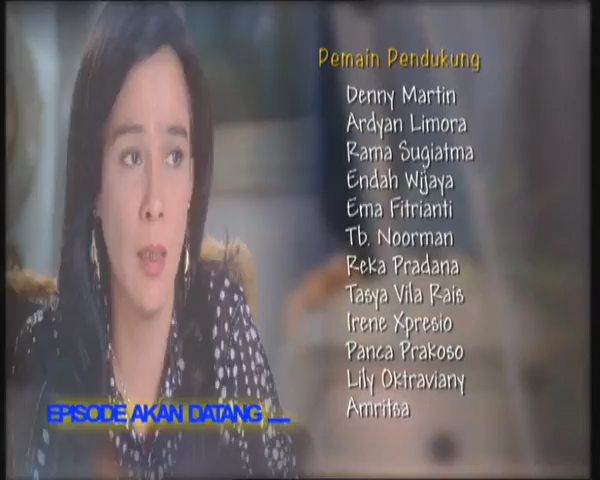 Pemain Pendukung
Denny Martin
Ardyan Limora
Rama Sugiatma
Endah Wijaya
Ema Fitrianti
Tb. Noorman
Reka Pradana
Tasya Vila Rais
Irene Xpresio
Panca Prakoso
Lily Oktraviany
Amritsa
EPISODE AKAN DATANG .....